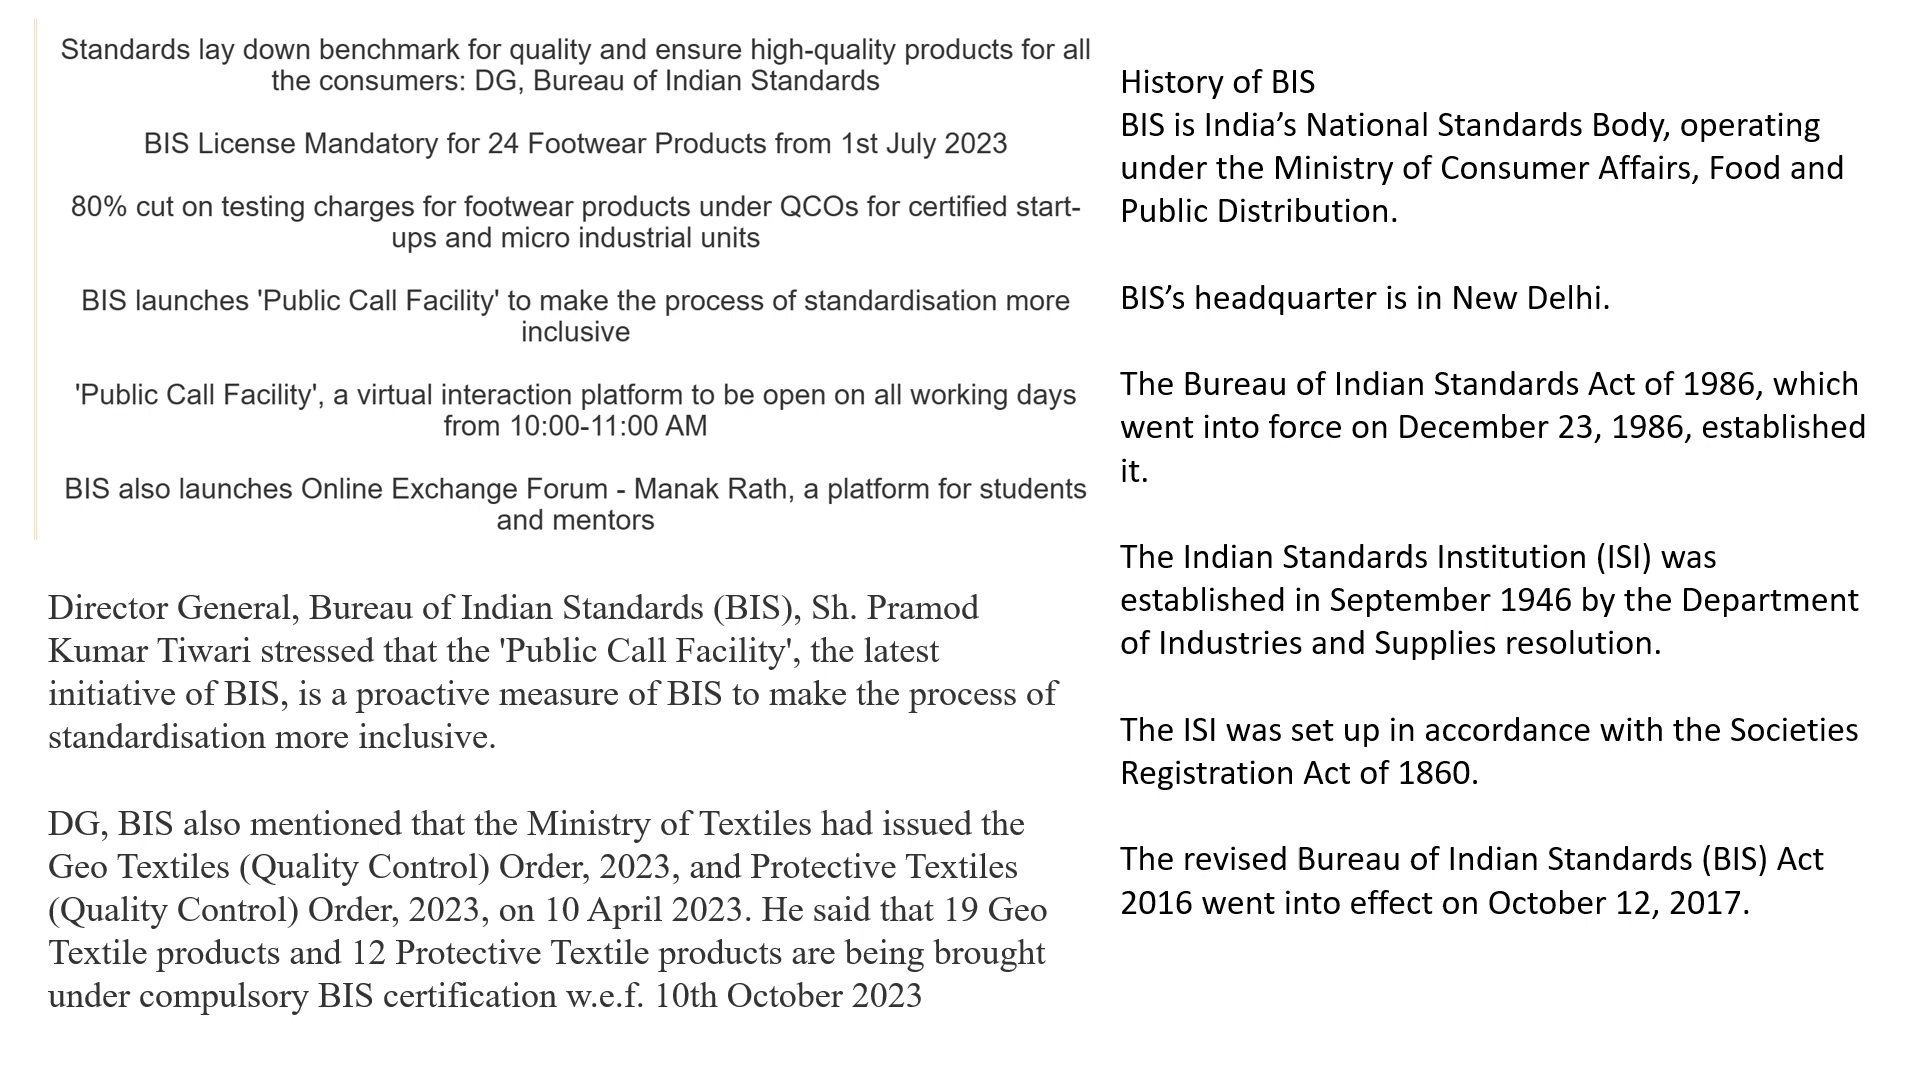 Standards lay down benchmark for quality and ensure high-quality products for all
the consumers: DG, Bureau of Indian Standards
BIS License Mandatory for 24 Footwear Products from 1st July 2023
80% cut on testing charges for footwear products under QCOs for certified start-
ups and micro industrial units
BIS launches 'Public Call Facility' to make the process of standardisation more
inclusive
'Public Call Facility', a virtual interaction platform to be open on all working days
from 10:00-11:00 AM
BIS also launches Online Exchange Forum - Manak Rath, a platform for students
and mentors
Director General, Bureau of Indian Standards (BIS), Sh. Pramod
Kumar Tiwari stressed that the 'Public Call Facility', the latest
initiative of BIS, is a proactive measure of BIS to make the process of
standardisation more inclusive.
DG, BIS also mentioned that the Ministry of Textiles had issued the
Geo Textiles (Quality Control) Order, 2023, and Protective Textiles
(Quality Control) Order, 2023, on 10 April 2023. He said that 19 Geo
Textile products and 12 Protective Textile products are being brought
under compulsory BIS certification w.e.f. 10th October 2023
History of BIS
BIS is India’s National Standards Body, operating
under the Ministry of Consumer Affairs, Food and
Public Distribution.
BIS’s headquarter is in New Delhi.
The Bureau of Indian Standards Act of 1986, which
went into force on December 23, 1986, established
it.
The Indian Standards Institution (ISI) was
established in September 1946 by the Department
of Industries and Supplies resolution.
The ISI was set up in accordance with the Societies
Registration Act of 1860.
The revised Bureau of Indian Standards (BIS) Act
2016 went into effect on October 12, 2017.